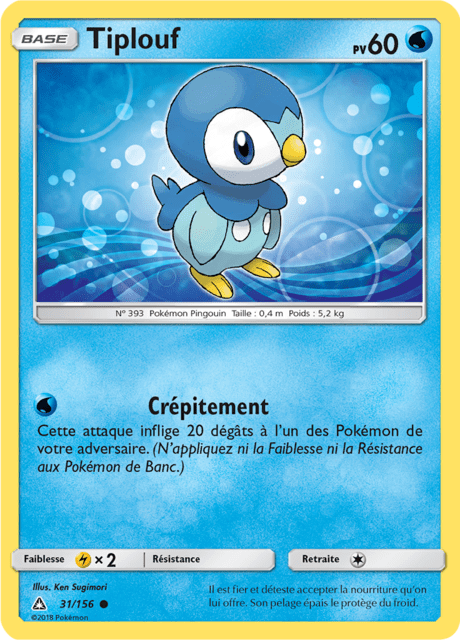 BASE Tiplouf PV60
N° 393 Pokémon Pingouin Taille : 0,4 m Poids : 5,2 kg
Crépitement
Cette attaque inflige 20 dégâts à l'un des Pokémon de
votre adversaire. (N'appliquez ni la Faiblesse ni la Résistance
aux Pokémon de Banc.)
Faiblesse ×2 Résistance Retraite
Illus. Ken Sugimori
31/156
©2018 Pokémon
Il est fier et déteste accepter la nourriture qu'on
lui offre. Son pelage épais le protège du froid.